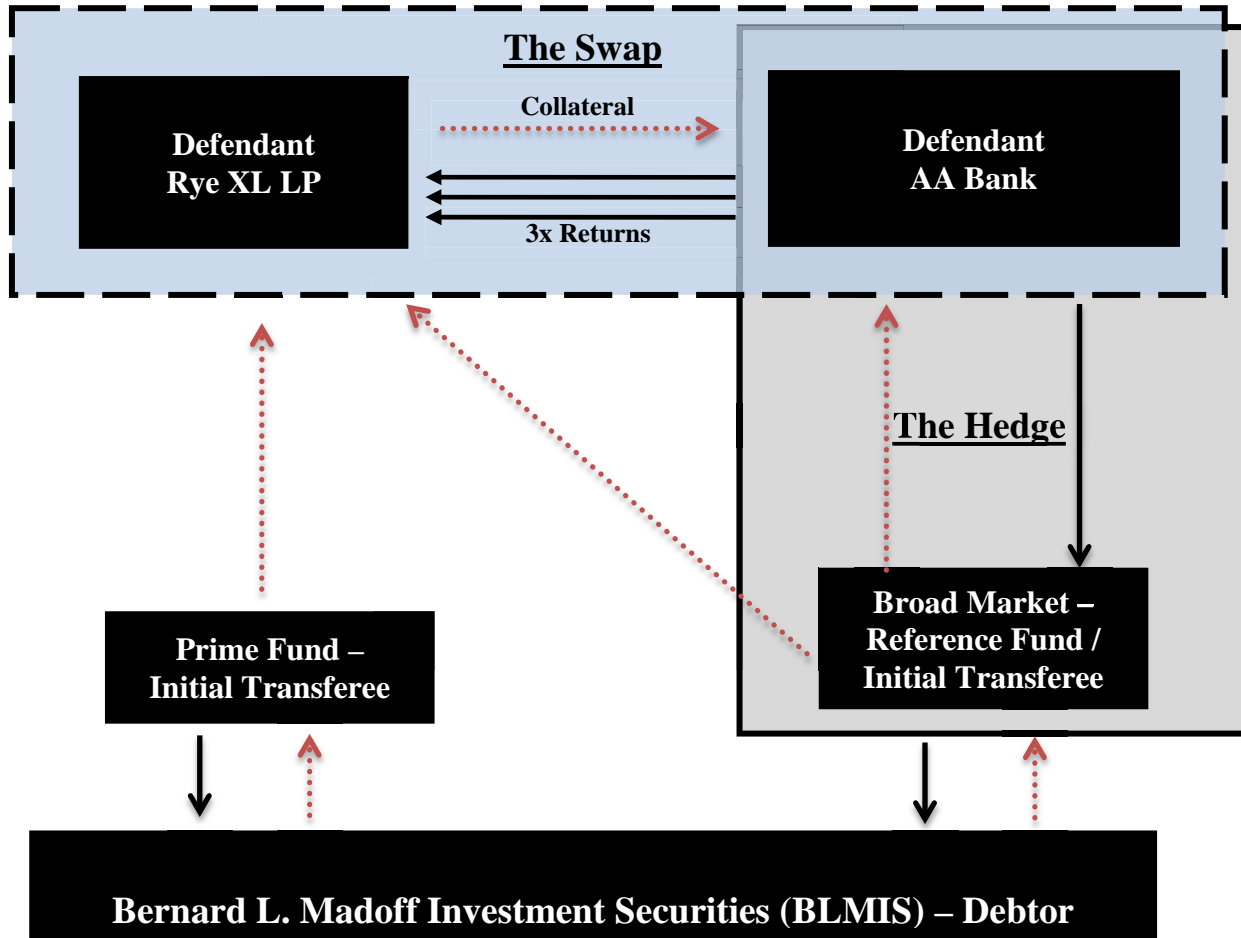 The Swap
Defendant
Rye XL LP
Collateral
3x Returns
Defendant
AA Bank
The Hedge
Prime Fund –
Initial Transferee
Broad Market –
Reference Fund /
Initial Transferee
Bernard L. Madoff Investment Securities (BLMIS) – Debtor